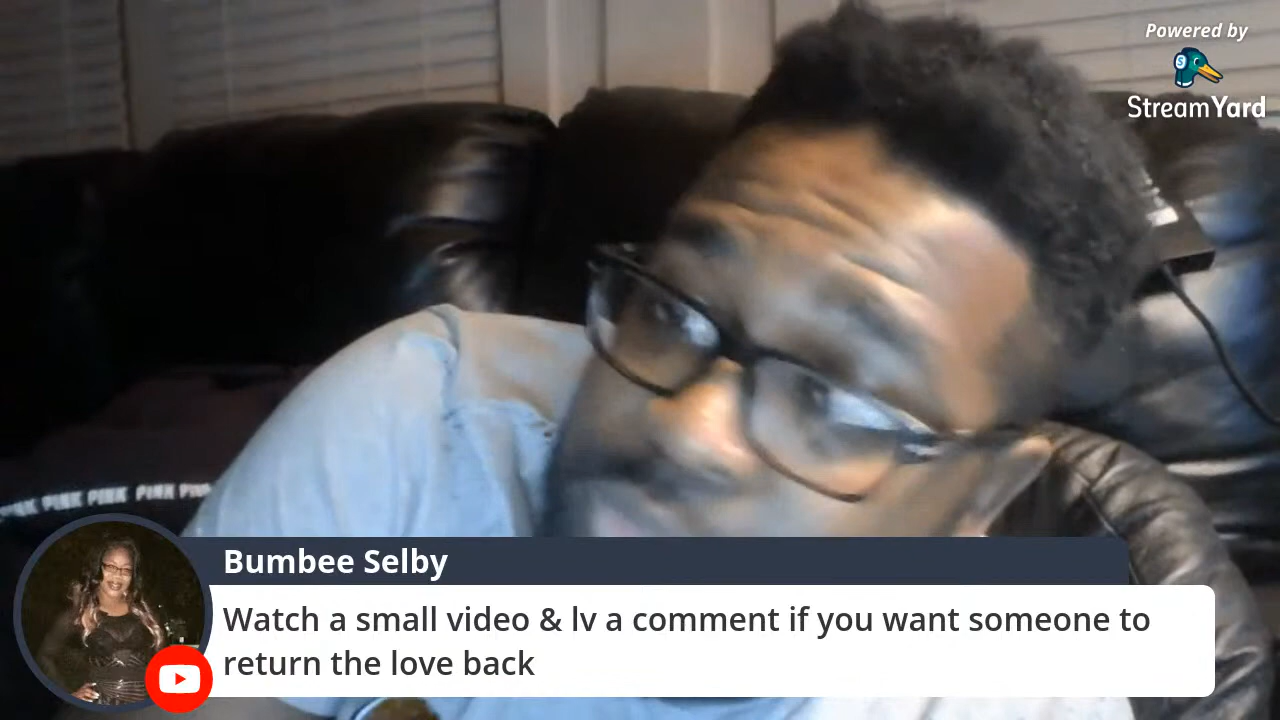 Powered by
StreamYard
PINK PINK PINK
Bumbee Selby
Watch a small video & lv a comment if you want someone to
return the love back